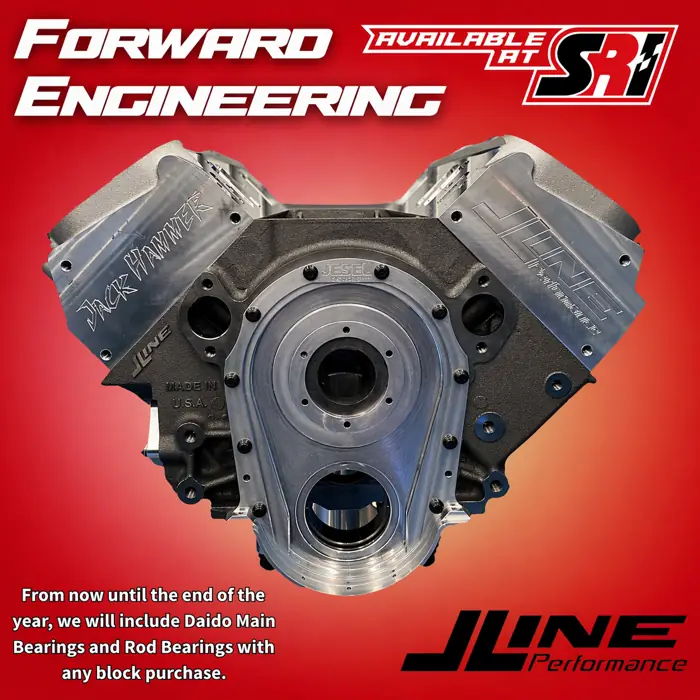 FORWARD
ENGINEERING
AVAILABLE
AT
SRI
JACK HAMMER
JLINE
JESEL
JLINE
MADE IN
U.S.A.
From now until the end of the
year, we will include Daido Main
Bearings and Rod Bearings with
any block purchase.
JLINE
Performance